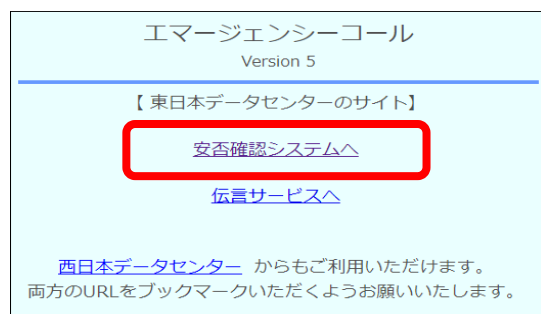 エマージェンシーコール
Version 5
【 東日本データセンターのサイト】
安否確認システムへ
伝言サービスへ
西日本データセンター からもご利用いただけます。
両方のURLをブックマークいただくようお願いいたします。